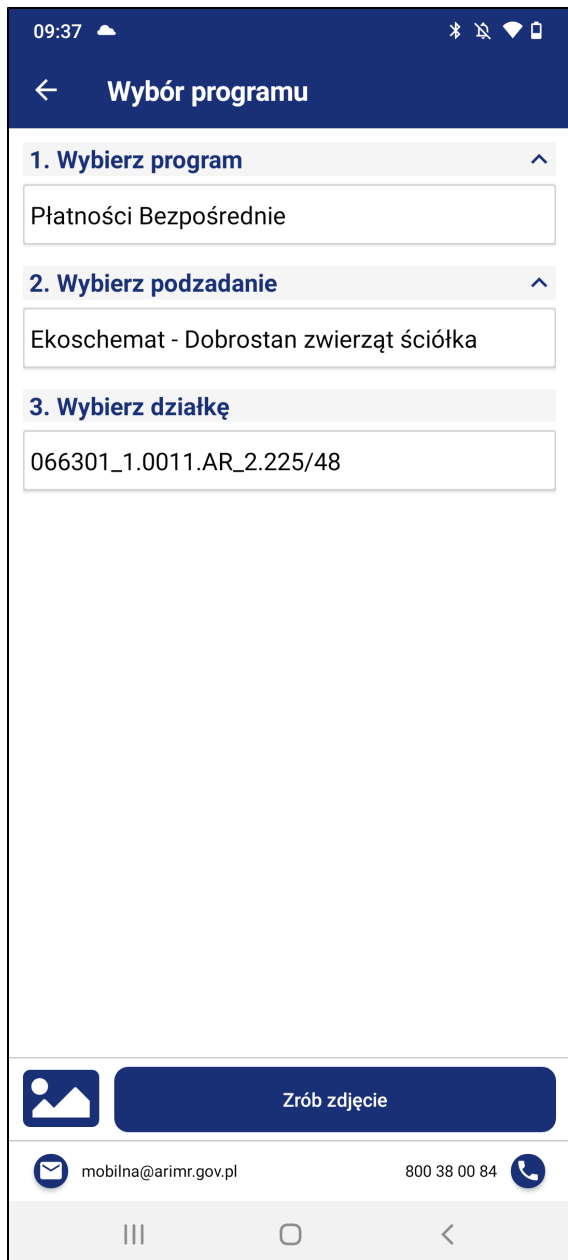 09:37
Wybór programu
1. Wybierz program
Płatności Bezpośrednie
2. Wybierz podzadanie
Ekoschemat - Dobrostan zwierząt ściółka
3. Wybierz działkę
066301_1.0011.AR_2.225/48
Zrób zdjęcie
mobilna@arimr.gov.pl 800 38 00 84